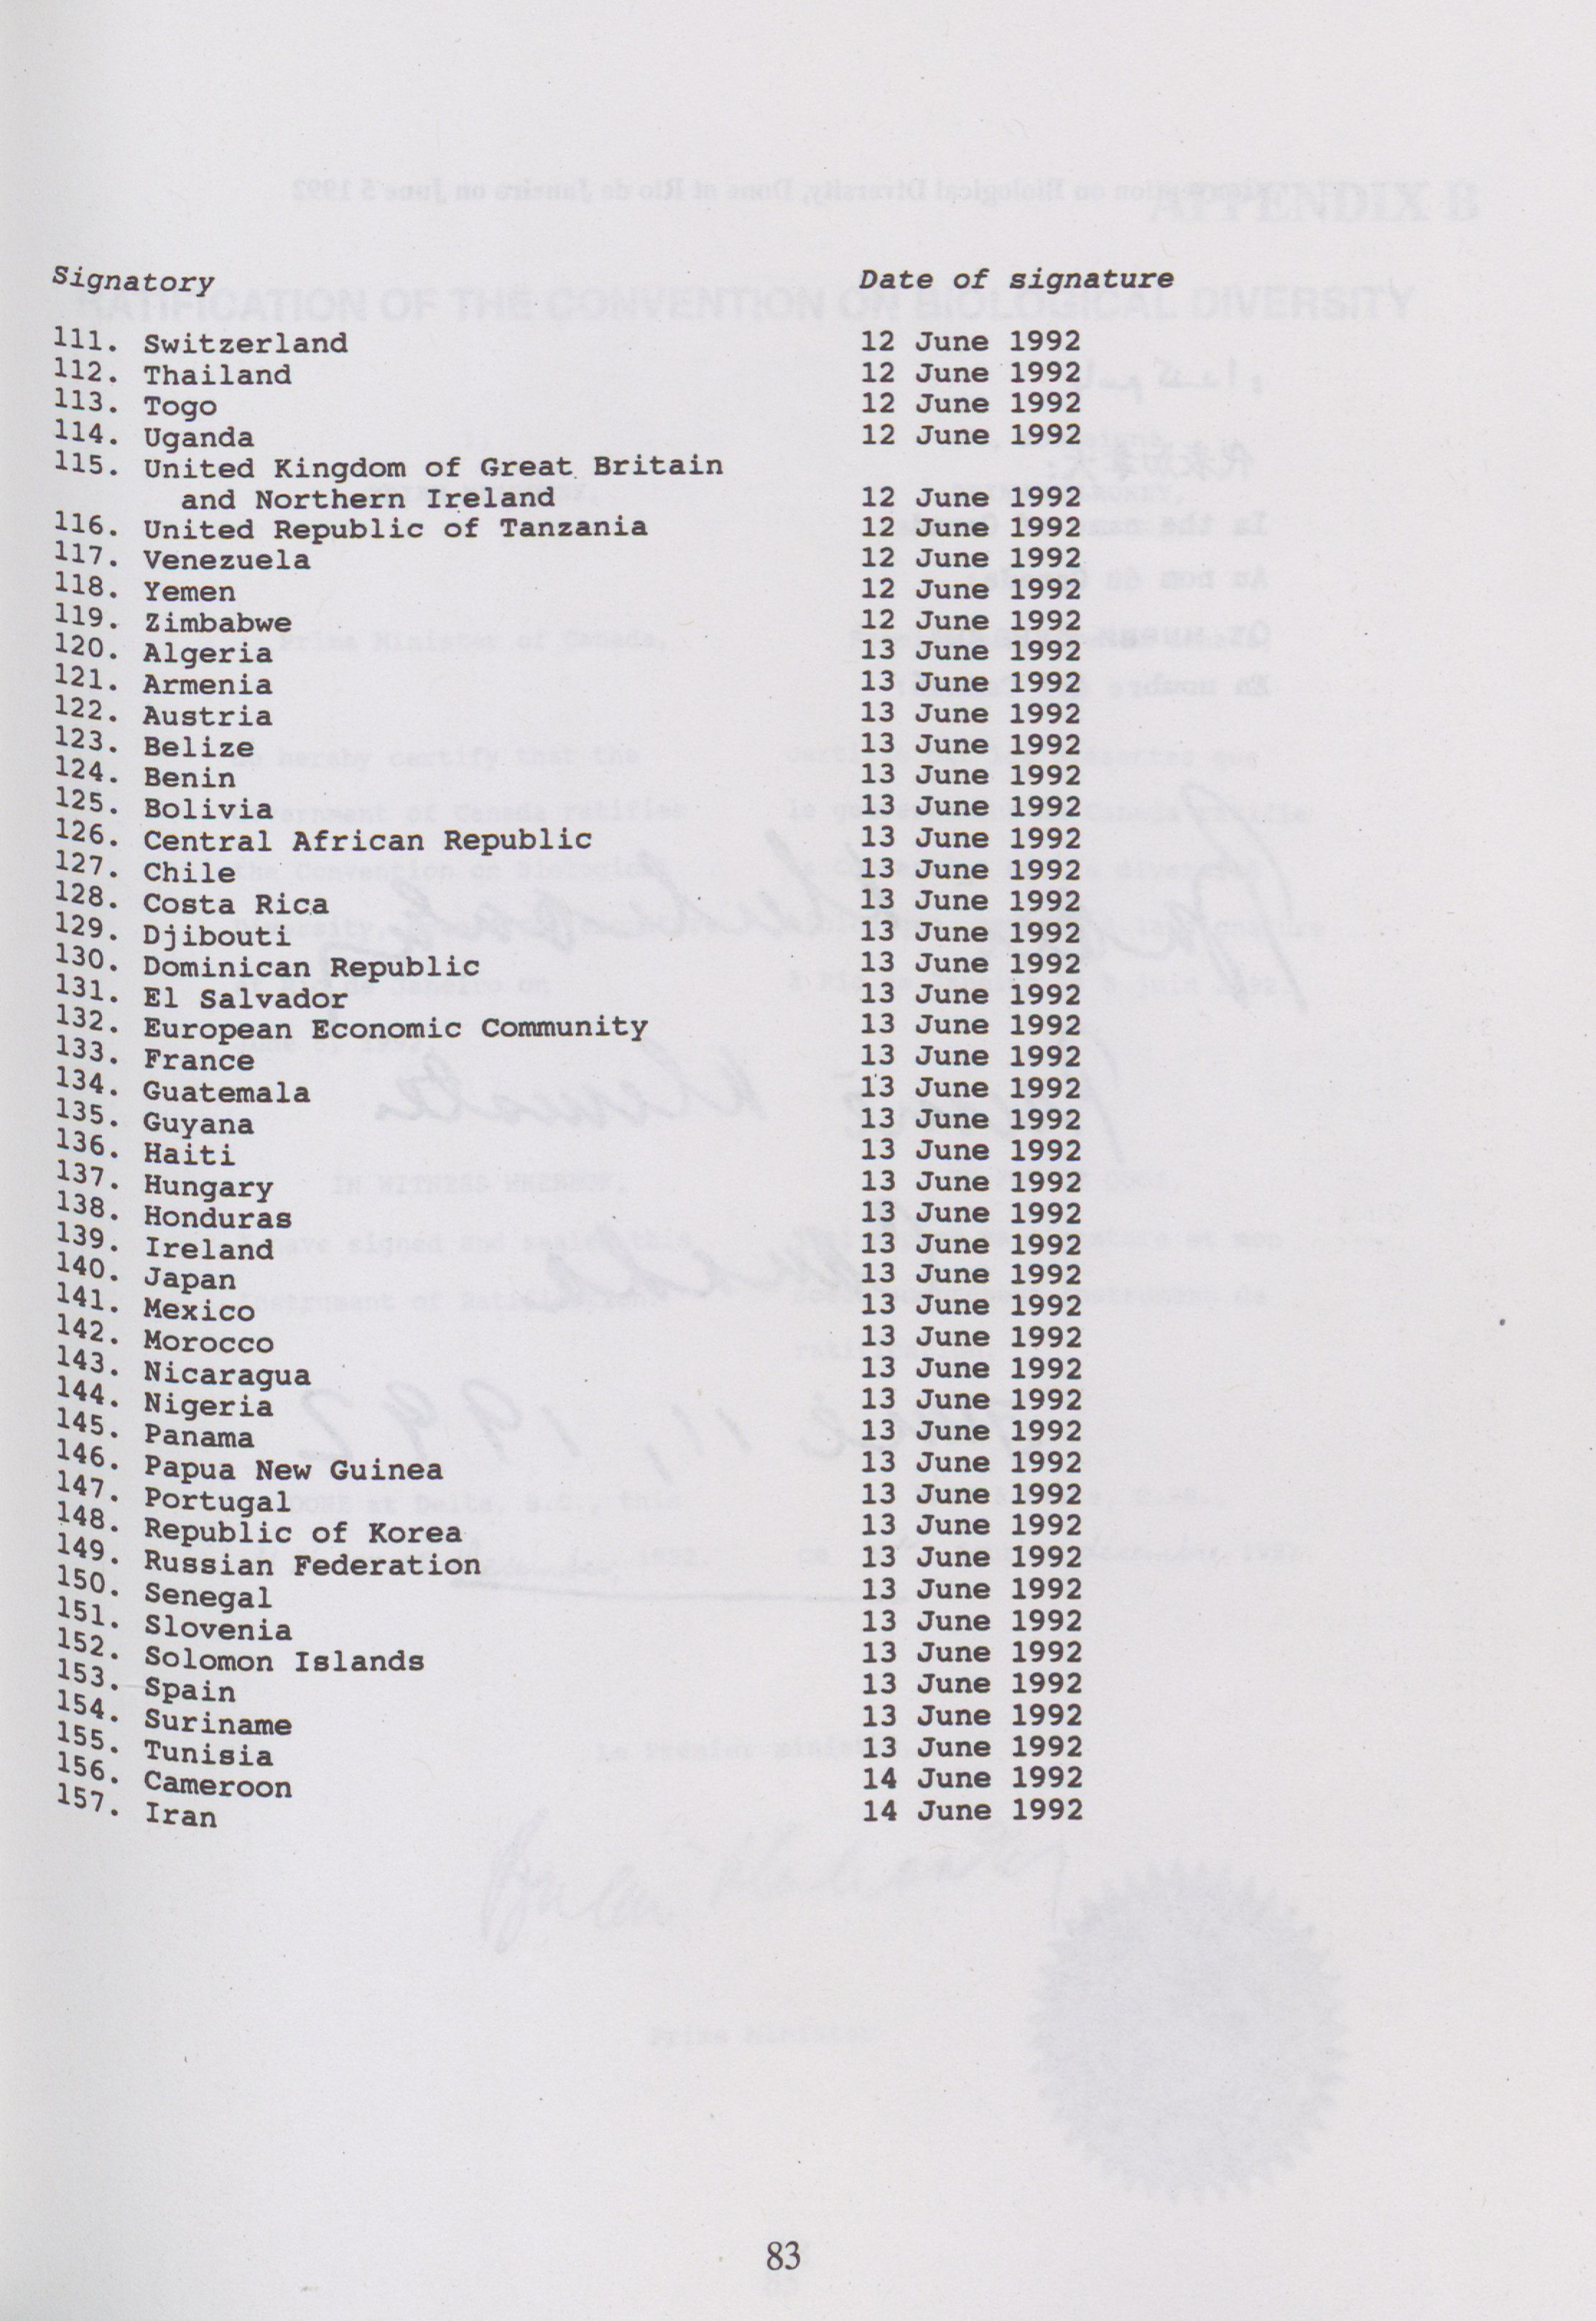 Signatory Date of signature
111. Switzerland 12 June 1992
112. Thailand 12 June 1992
113. Togo 12 June 1992
114. Uganda 12 June 1992
115. United Kingdom of Great Britain
and Northern Ireland 12 June 1992
116. United Republic of Tanzania 12 June 1992
117. Venezuela 12 June 1992
118. Yemen 12 June 1992
119. Zimbabwe 12 June 1992
120. Algeria 13 June 1992
121. Armenia 13 June 1992
122. Austria 13 June 1992
123. Belize 13 June 1992
124. Benin 13 June 1992
125. Bolivia 13 June 1992
126. Central African Republic 13 June 1992
127. Chile 13 June 1992
128. Costa Rica 13 June 1992
129. Djibouti 13 June 1992
130. Dominican Republic 13 June 1992
131. El Salvador 13 June 1992
132. European Economic Community 13 June 1992
133. France 13 June 1992
134. Guatemala 13 June 1992
135. Guyana 13 June 1992
136. Haiti 13 June 1992
137. Hungary 13 June 1992
138. Honduras 13 June 1992
139. Ireland 13 June 1992
140. Japan 13 June 1992
141. Mexico 13 June 1992
142. Morocco 13 June 1992
143. Nicaragua 13 June 1992
144. Nigeria 13 June 1992
145. Panama 13 June 1992
146. Papua New Guinea 13 June 1992
147. Portugal 13 June 1992
148. Republic of Korea 13 June 1992
149. Russian Federation 13 June 1992
150. Senegal 13 June 1992
151. Slovenia 13 June 1992
152. Solomon Islands 13 June 1992
153. Spain 13 June 1992
154. Suriname 13 June 1992
155. Tunisia 13 June 1992
156. Cameroon 14 June 1992
157. Iran 14 June 1992
83